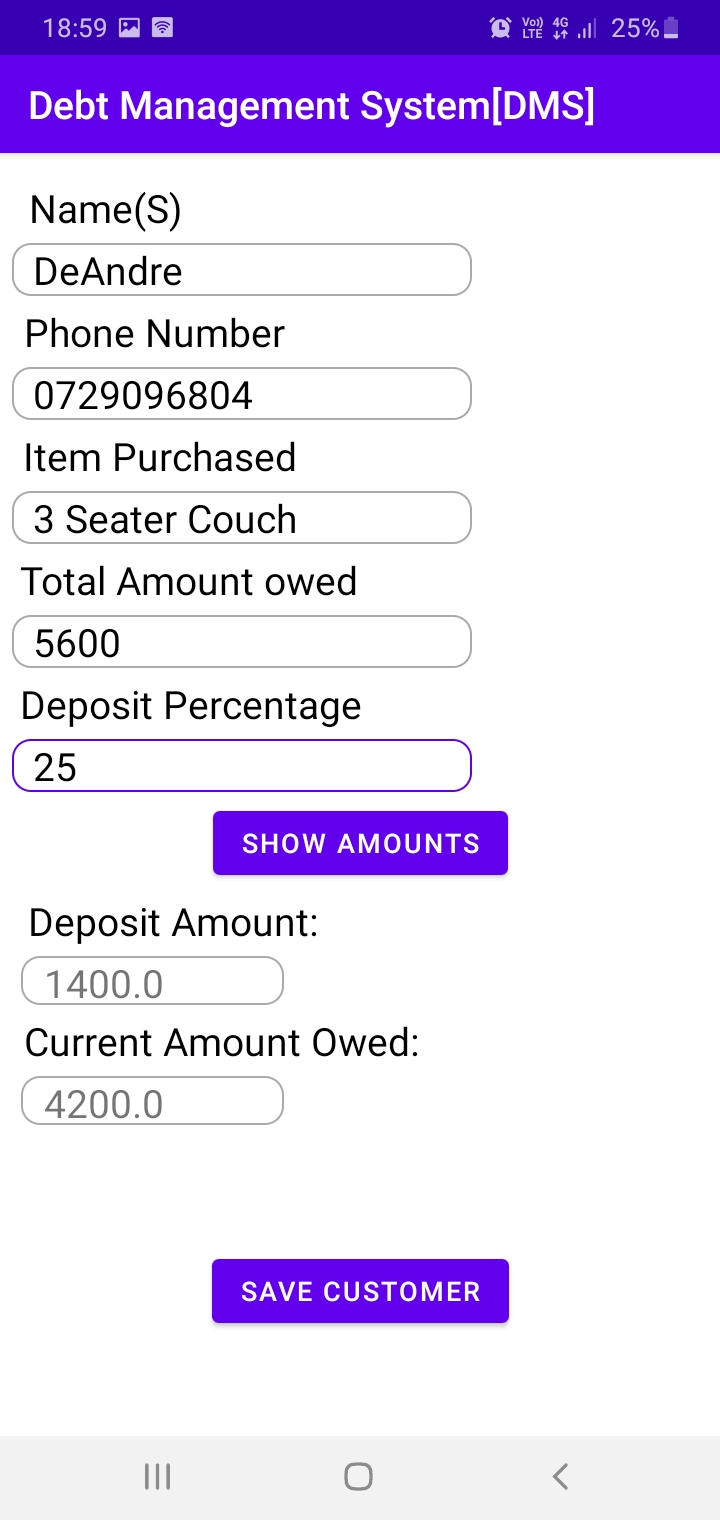 18:59 Vo)) LTE 4G 25%
Debt Management System[DMS]
Name(S)
DeAndre
Phone Number
0729096804
Item Purchased
3 Seater Couch
Total Amount owed
5600
Deposit Percentage
25
SHOW AMOUNTS
Deposit Amount:
1400.0
Current Amount Owed:
4200.0
SAVE CUSTOMER